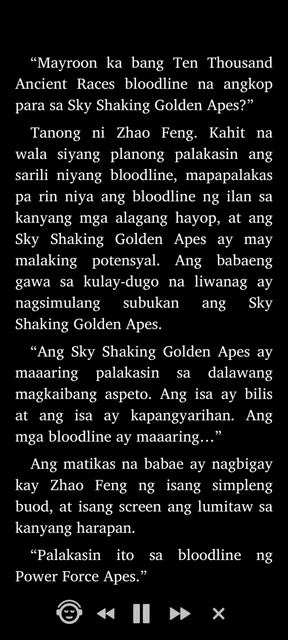 “Mayroon ka bang Ten Thousand
Ancient Races bloodline na angkop
para sa Sky Shaking Golden Apes?”
Tanong ni Zhao Feng. Kahit na
wala siyang planong palakasin ang
sarili niyang bloodline, mapapalakas
pa rin niya ang bloodline ng ilan sa
kanyang mga alagang hayop, at ang
Sky Shaking Golden Apes ay may
malaking potensyal. Ang babaeng
gawa sa kulay-dugo na liwanag ay
nagsimulang subukan ang Sky
Shaking Golden Apes.
“Ang Sky Shaking Golden Apes ay
maaaring palakasin sa dalawang
magkaibang aspeto. Ang isa ay bilis
at ang isa ay kapangyarihan. Ang
mga bloodline ay maaaring…”
Ang matikas na babae ay nagbigay
kay Zhao Feng ng isang simpleng
buod, at isang screen ang lumitaw sa
kanyang harapan.
“Palakasin ito sa bloodline ng
Power Force Apes.”